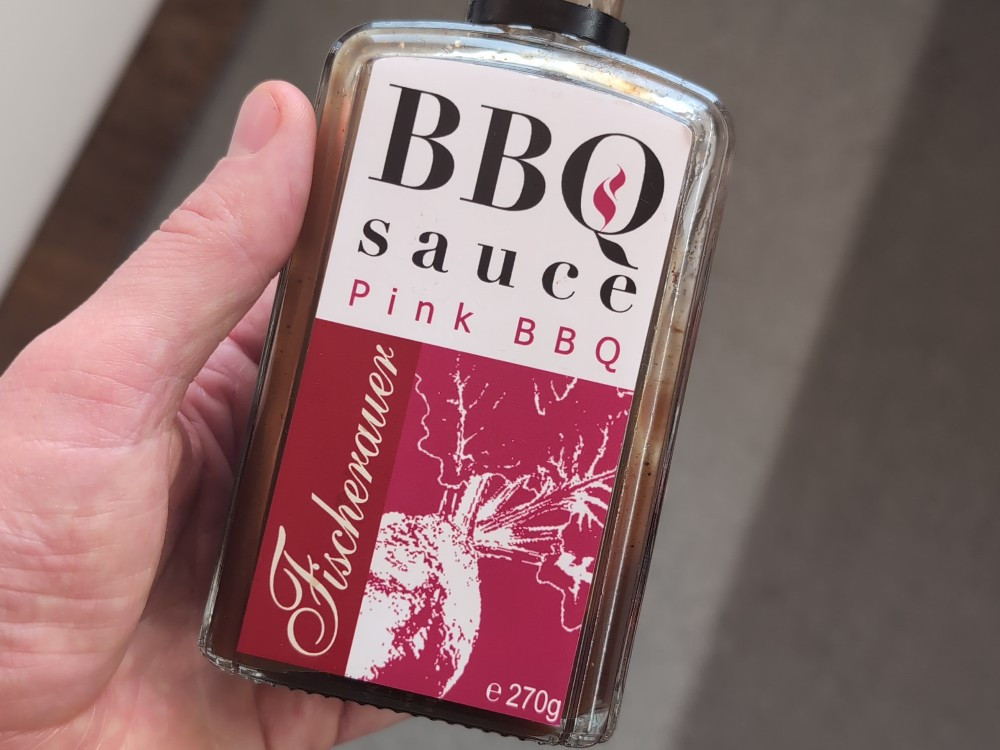 BBQ
sauce
Pink BBQ
Fischerauer
℮ 270g